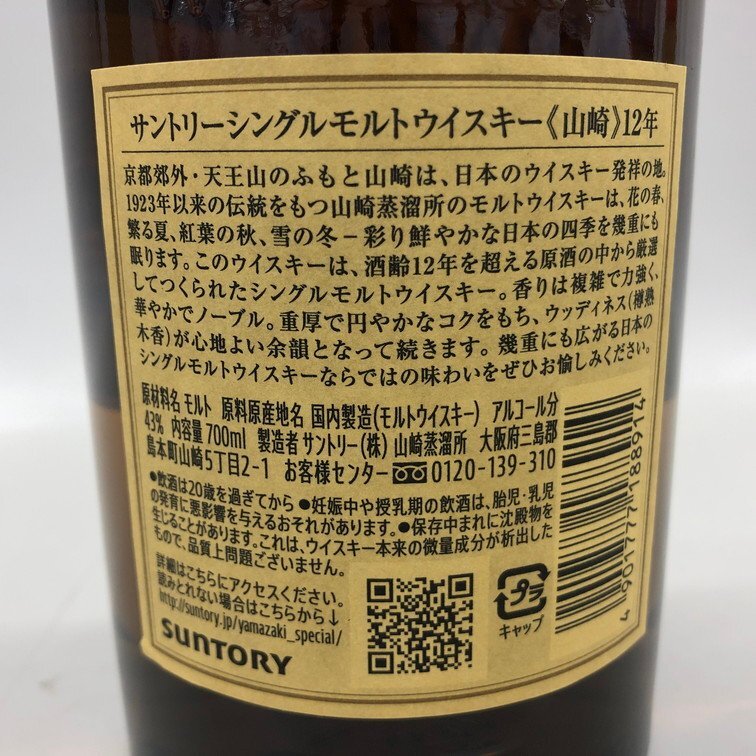 サントリーシングルモルトウイスキー《山崎》12年
京都郊外・天王山のふもと山崎は、日本のウイスキー発祥の地。
1923年以来の伝統をもつ山崎蒸溜所のモルトウイスキーは、花の春、
繁る夏、紅葉の秋、雪の冬－彩り鮮やかな日本の四季を幾重にも
眠ります。このウイスキーは、酒齢12年を超える原酒の中から厳選
してつくられたシングルモルトウイスキー。香りは複雑で力強く、
華やかでノーブル。重厚で円やかなコクをもち、ウッディネス(樽熟
木香)が心地よい余韻となって続きます。幾重にも広がる日本の
シングルモルトウイスキーならではの味わいをぜひお愉しみください。
原材料名 モルト 原料原産地名 国内製造(モルトウイスキー) アルコール分
43% 内容量 700ml 製造者 サントリー(株) 山崎蒸溜所 大阪府三島郡
島本町山崎5丁目2-1 お客様センター 0120-139-310
●飲酒は20歳を過ぎてから ●妊娠中や授乳期の飲酒は、胎児・乳児
の発育に悪影響を与えるおそれがあります。●保存中まれに沈殿物を
生じることがあります。これは、ウイスキー本来の微量成分が析出した
もので、品質上問題ございません。
詳細はこちらにアクセスください。
読みとれない場合はこちらから↓
http://suntory.jp/yamazaki_special/
SUNTORY
プラ
キャップ
4901777188914